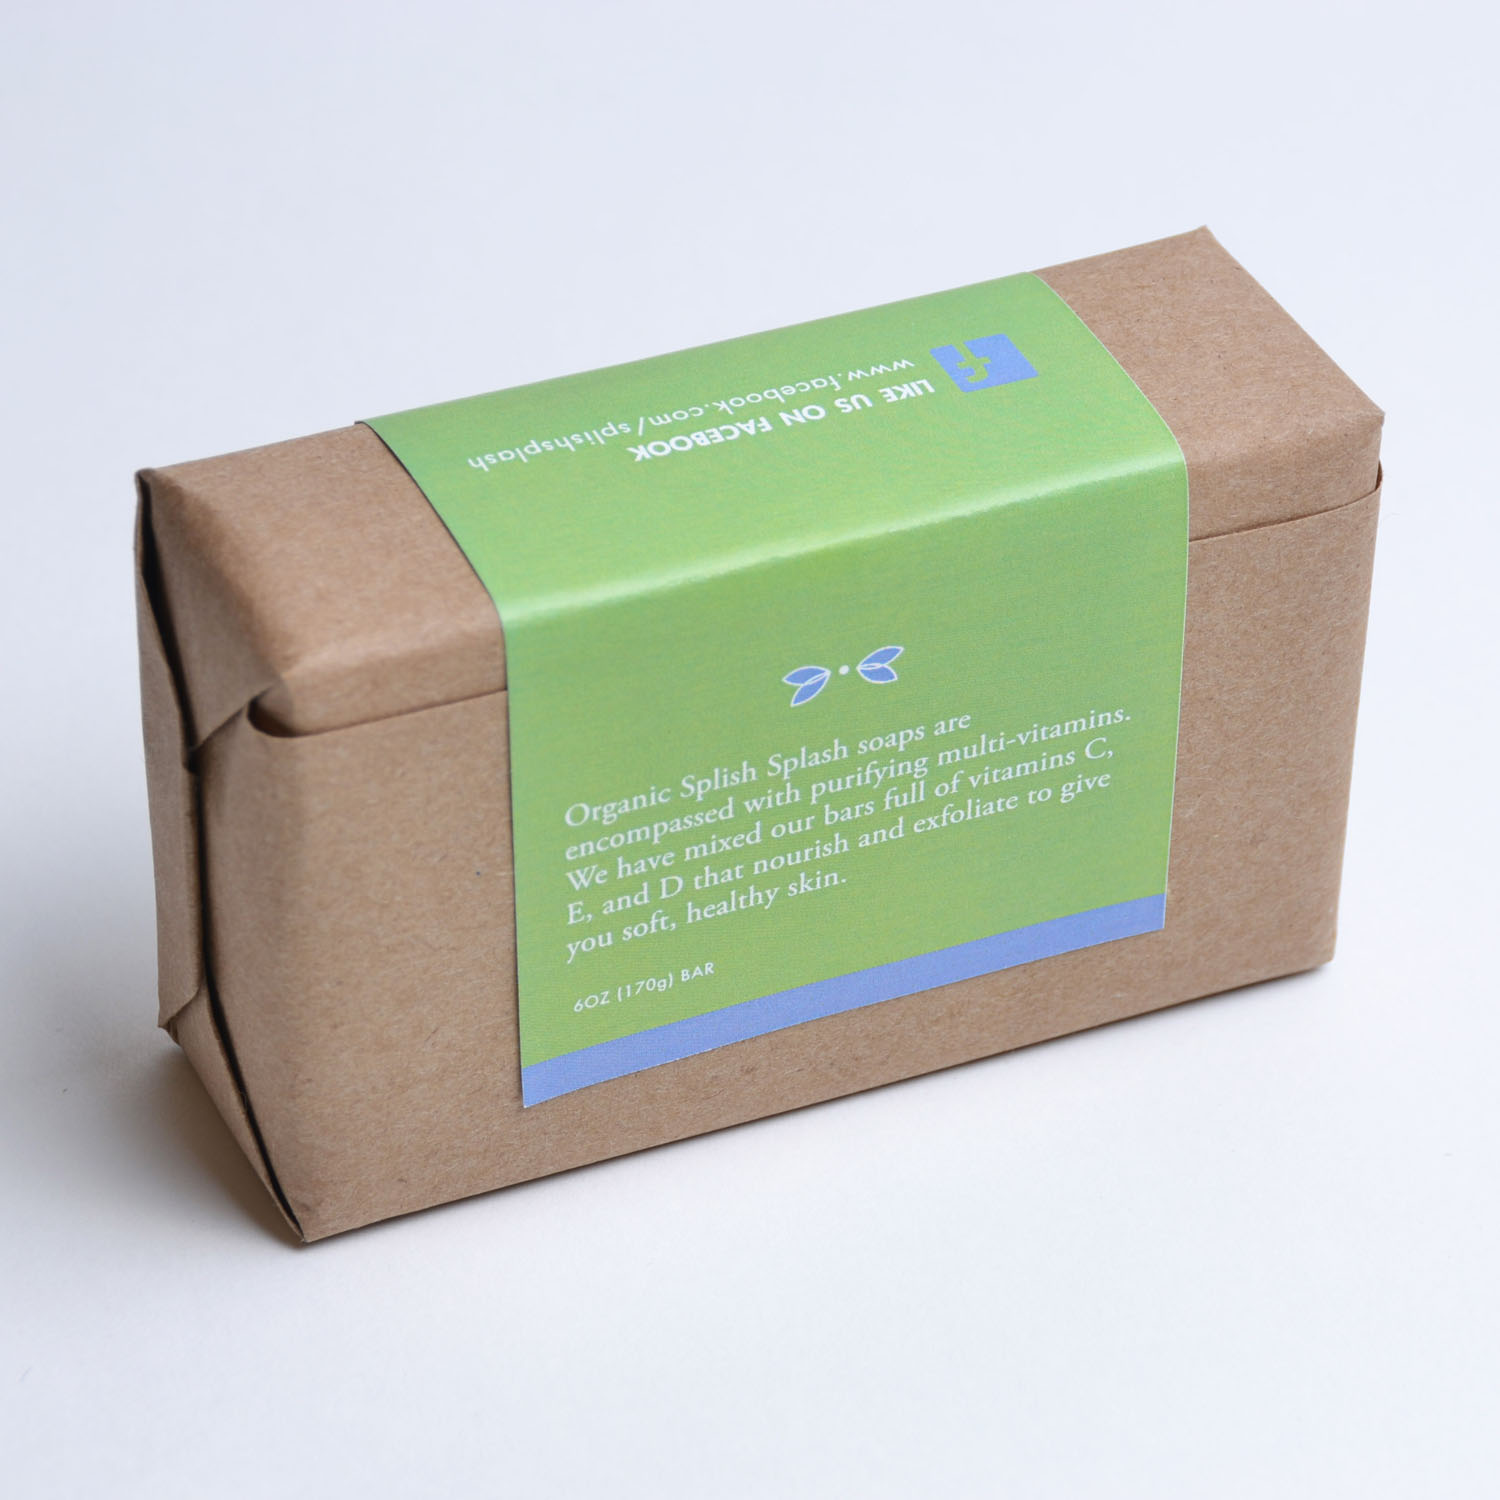 LIKE US ON FACEBOOK
www.facebook.com/splishsplash
Organic Splish Splash soaps are
encompassed with purifying multi-vitamins.
We have mixed our bars full of vitamins C,
E, and D that nourish and exfoliate to give
you soft, healthy skin.
6OZ (170g) BAR